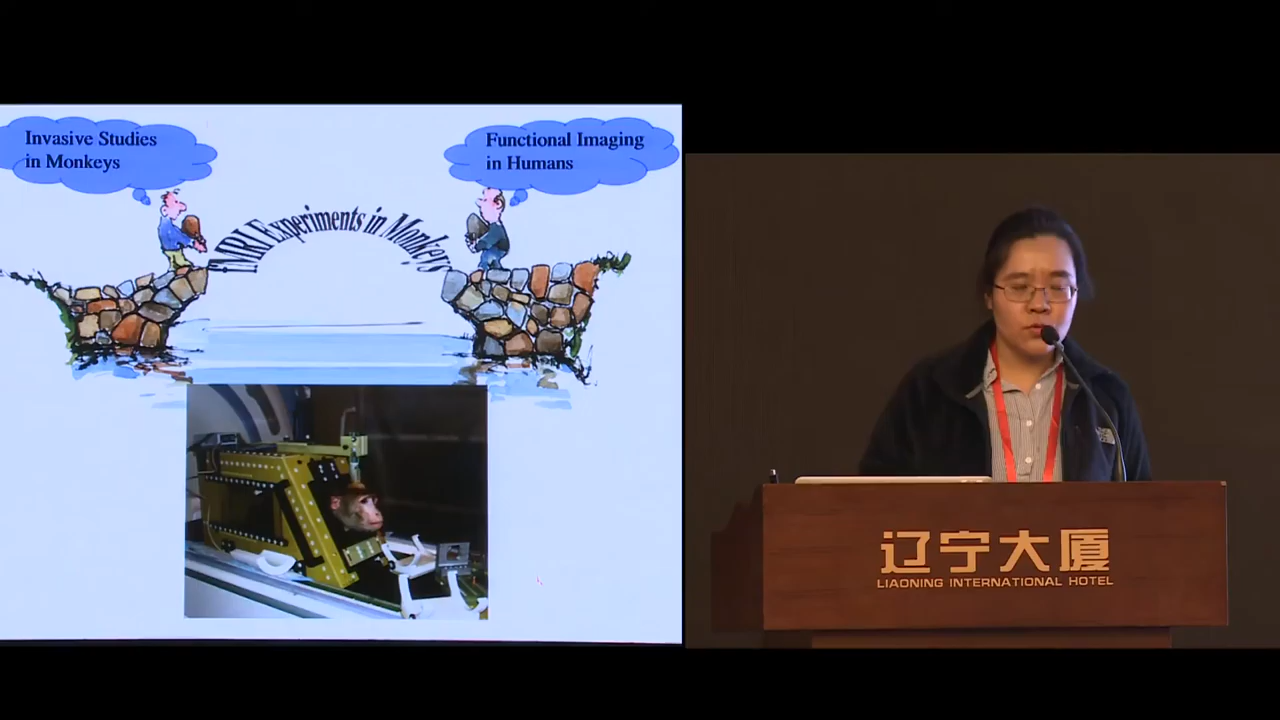 Invasive Studies
in Monkeys
Functional Imaging
in Humans
fMRI Experiments in Monkeys
辽宁大厦
LIAONING INTERNATIONAL HOTEL